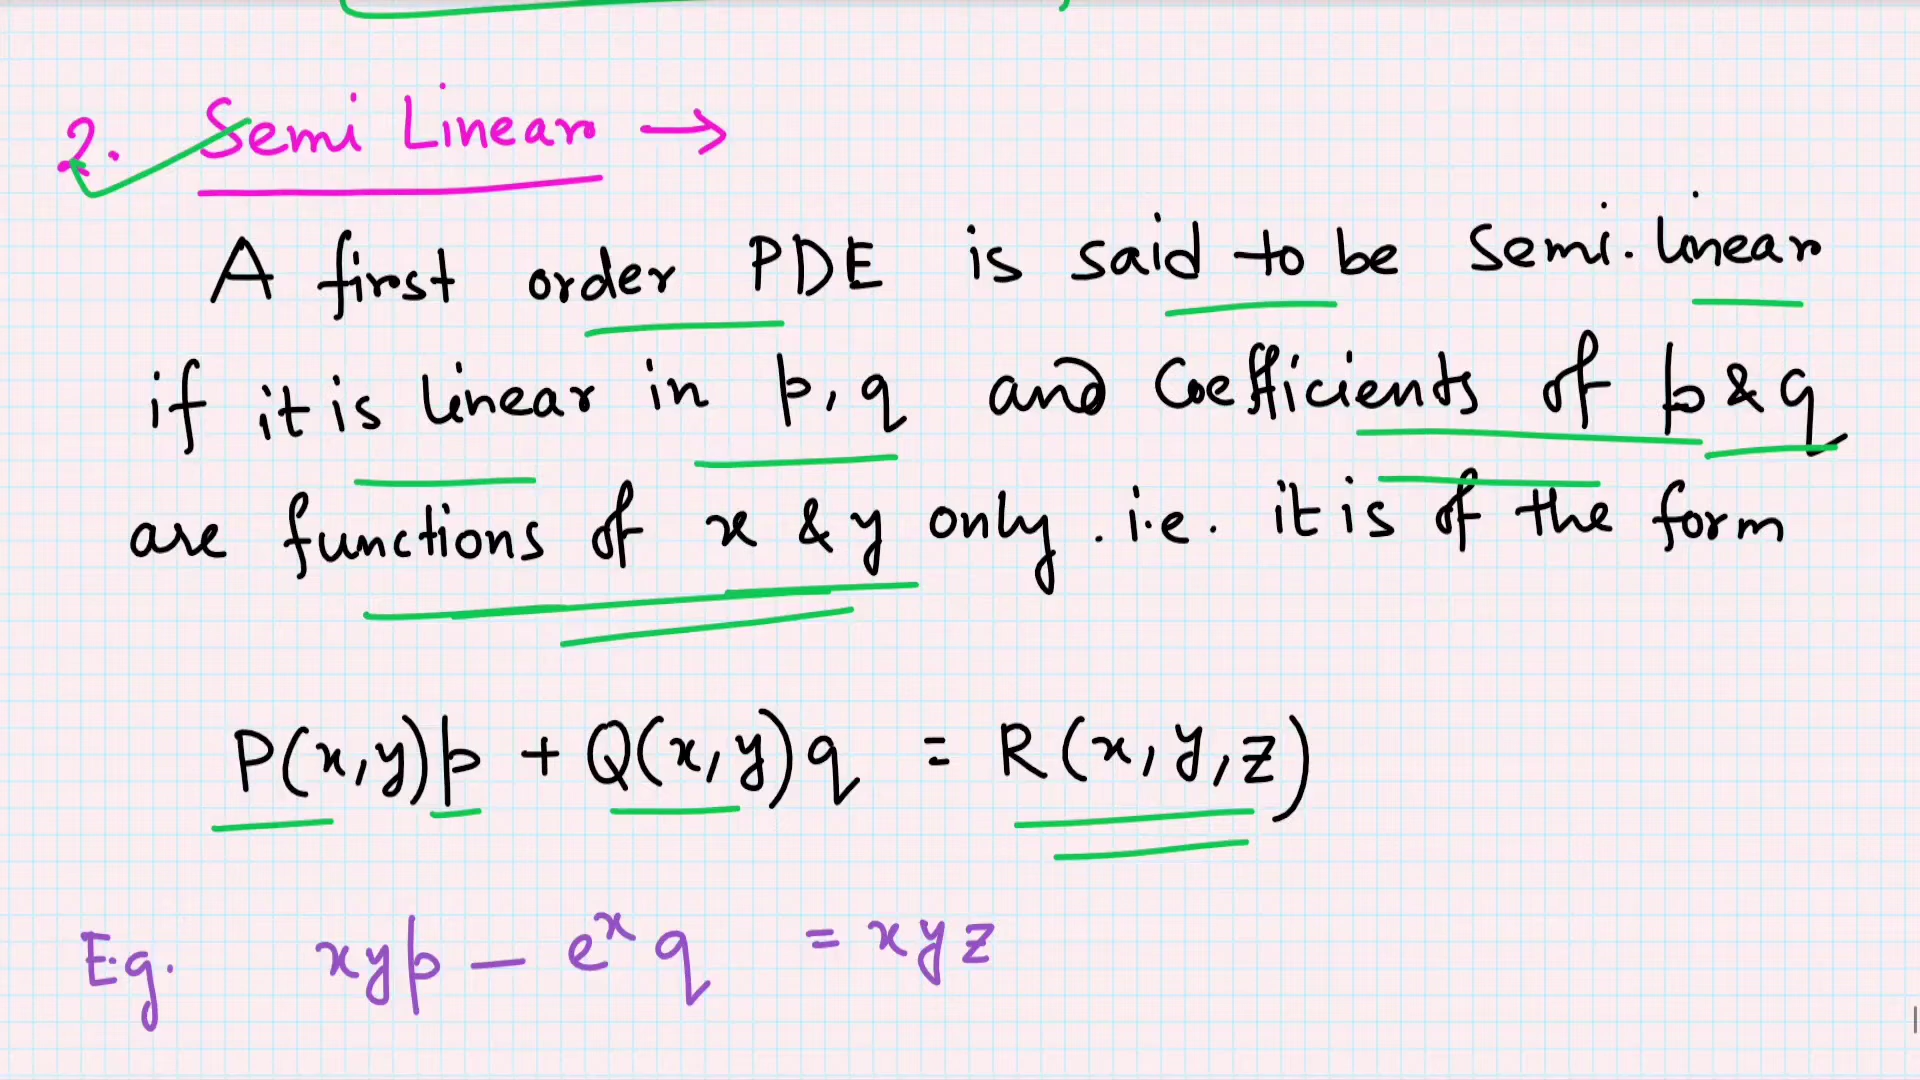 2. Semi Linear →
A first order PDE is said to be Semi-linear
if it is linear in p, q and Coefficients of p & q
are functions of x & y only. i.e. it is of the form
P(x,y)p + Q(x,y)q = R(x,y,z)
E.g. xyp - eˣq = xyz